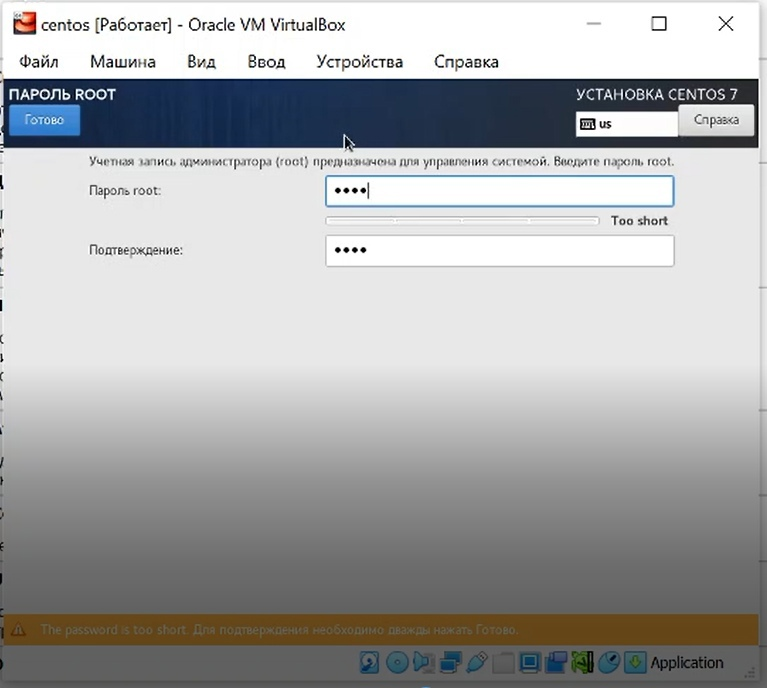 centos [Работает] - Oracle VM VirtualBox
Файл Машина Вид Ввод Устройства Справка
ПАРОЛЬ ROOT УСТАНОВКА CENTOS 7
Готово us Справка
Учетная запись администратора (root) предназначена для управления системой. Введите пароль root.
Пароль root: ••••
Too short
Подтверждение: ••••
The password is too short. Для подтверждения необходимо дважды нажать Готово.
Application